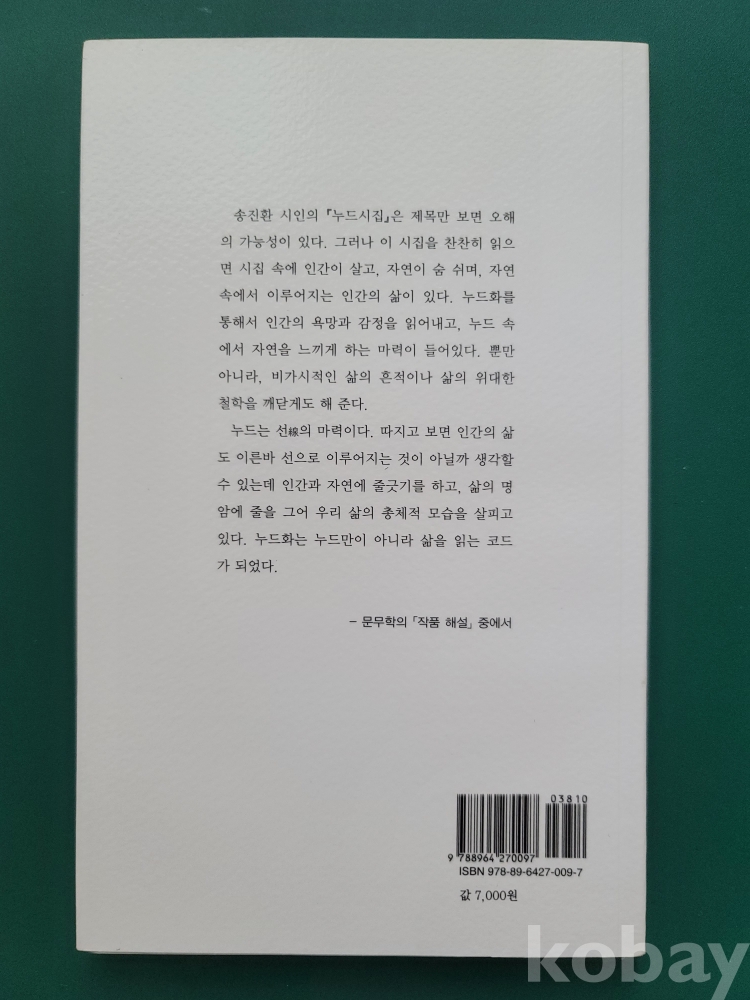 송진환 시인의 『누드시집』은 제목만 보면 오해
의 가능성이 있다. 그러나 이 시집을 찬찬히 읽으
면 시집 속에 인간이 살고, 자연이 숨 쉬며, 자연
속에서 이루어지는 인간의 삶이 있다. 누드화를
통해서 인간의 욕망과 감정을 읽어내고, 누드 속
에서 자연을 느끼게 하는 마력이 들어있다. 뿐만
아니라, 비가시적인 삶의 흔적이나 삶의 위대한
철학을 깨닫게도 해 준다.
누드는 선線의 마력이다. 따지고 보면 인간의 삶
도 이른바 선으로 이루어지는 것이 아닐까 생각할
수 있는데 인간과 자연에 줄긋기를 하고, 삶의 명
암에 줄을 그어 우리 삶의 총체적 모습을 살피고
있다. 누드화는 누드만이 아니라 삶을 읽는 코드
가 되었다.
- 문무학의 「작품 해설」 중에서
03810
9 788964 270097
ISBN 978-89-6427-009-7
값 7,000원
kobay